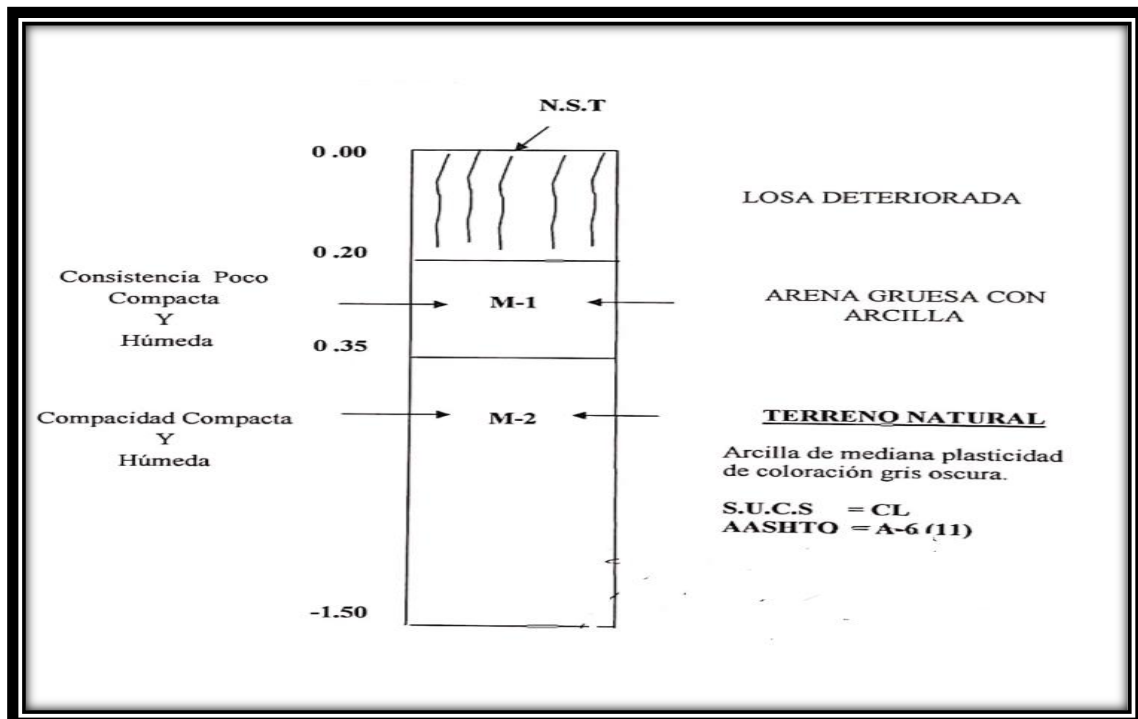 N.S.T
0 .00
LOSA DETERIORADA
0 .20
Consistencia Poco
Compacta
Y
Húmeda
M-1
ARENA GRUESA CON
ARCILLA
0 .35
Compacidad Compacta
Y
Húmeda
M-2
TERRENO NATURAL
Arcilla de mediana plasticidad
de coloración gris oscura.
S.U.C.S = CL
AASHTO = A-6 (11)
-1.50